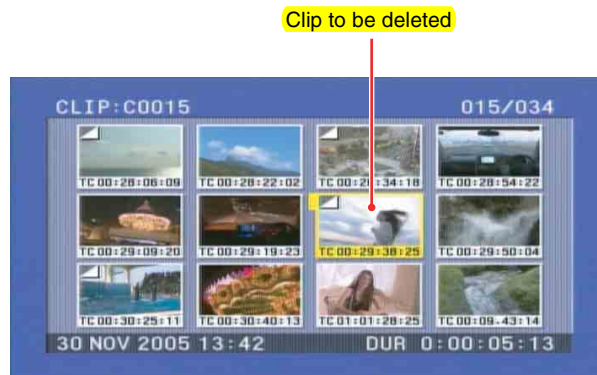 Clip to be deleted
CLIP:C0015 015/034
TC 00:28:06:09 TC 00:28:22:02 TC 00:28:34:18 TC 00:28:54:22
TC 00:29:09:20 TC 00:29:19:23 TC 00:29:38:25 TC 00:29:50:04
TC 00:30:25:11 TC 00:30:40:13 TC 01:01:28:25 TC 00:09.43:14
30 NOV 2005 13:42 DUR 0:00:05:13